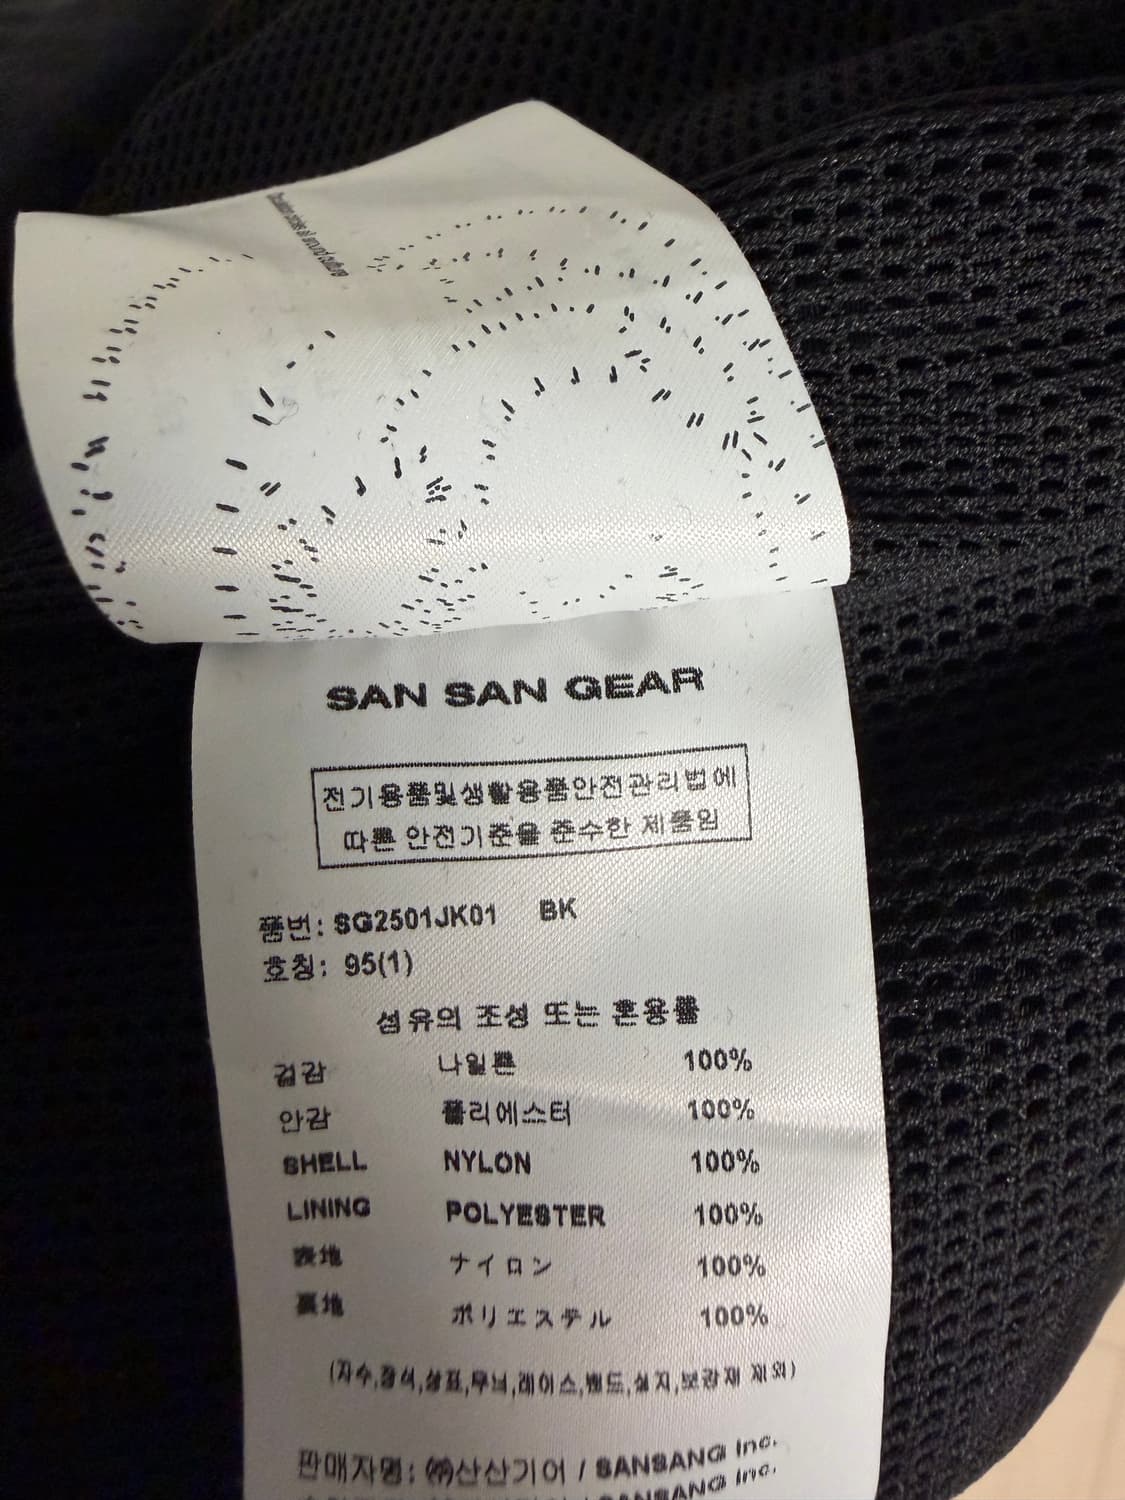 SAN SAN GEAR
전기용품및생활용품안전관리법에
따른 안전기준을 준수한 제품임
품번: SG2501JK01 BK
호칭: 95(1)
섬유의 조성 또는 혼용률
겉감 나일론 100%
안감 폴리에스터 100%
SHELL NYLON 100%
LINING POLYESTER 100%
表地 ナイロン 100%
裏地 ポリエステル 100%
(자수,장식,상표,무늬,레이스,밴드,심지,보강재 제외)
판매자명: ㈜산산기어 / SANSANG Inc.
SANSANG Inc.